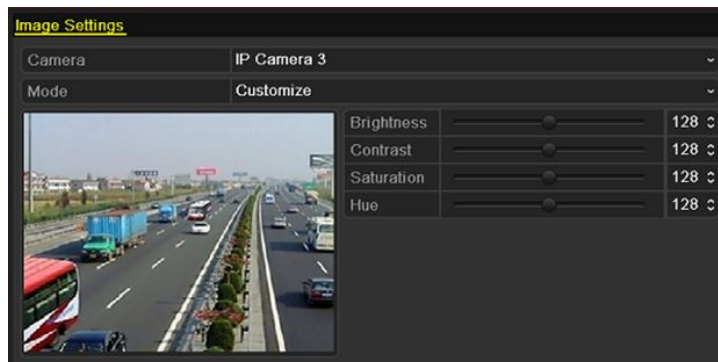 Image Settings
Camera IP Camera 3
Mode Customize
Brightness 128
Contrast 128
Saturation 128
Hue 128